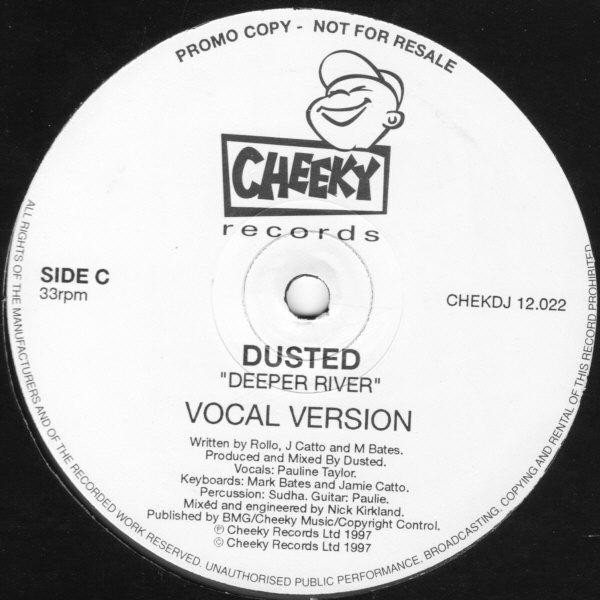 PROMO COPY - NOT FOR RESALE
CHEEKY
records
SIDE C
33rpm
CHEKDJ 12.022
DUSTED
"DEEPER RIVER"
VOCAL VERSION
Written by Rollo, J Catto and M Bates.
Produced and Mixed By Dusted.
Vocals: Pauline Taylor.
Keyboards: Mark Bates and Jamie Catto.
Percussion: Sudha. Guitar: Paulie.
Mixed and engineered by Nick Kirkland.
Published by BMG/Cheeky Music/Copyright Control.
℗ Cheeky Records Ltd 1997
© Cheeky Records Ltd 1997
ALL RIGHTS OF THE MANUFACTURERS AND OF THE RECORDED WORK RESERVED. UNAUTHORISED PUBLIC PERFORMANCE, BROADCASTING, COPYING AND RENTAL OF THIS RECORD PROHIBITED.